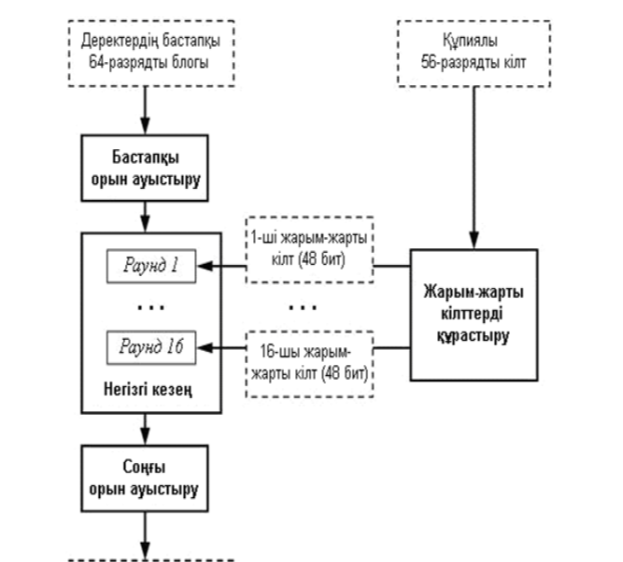 Деректердің бастапқы
64-разрядты блогы
Құпиялы
56-разрядты кілт
Бастапқы
орын ауыстыру
1-ші жарым-жарты
кілт (48 бит)
Раунд 1
. . .
. . .
Жарым-жарты
кілттерді
құрастыру
Раунд 16
16-шы жарым-
жарты кілт (48 бит)
Негізгі кезең
Соңғы
орын ауыстыру